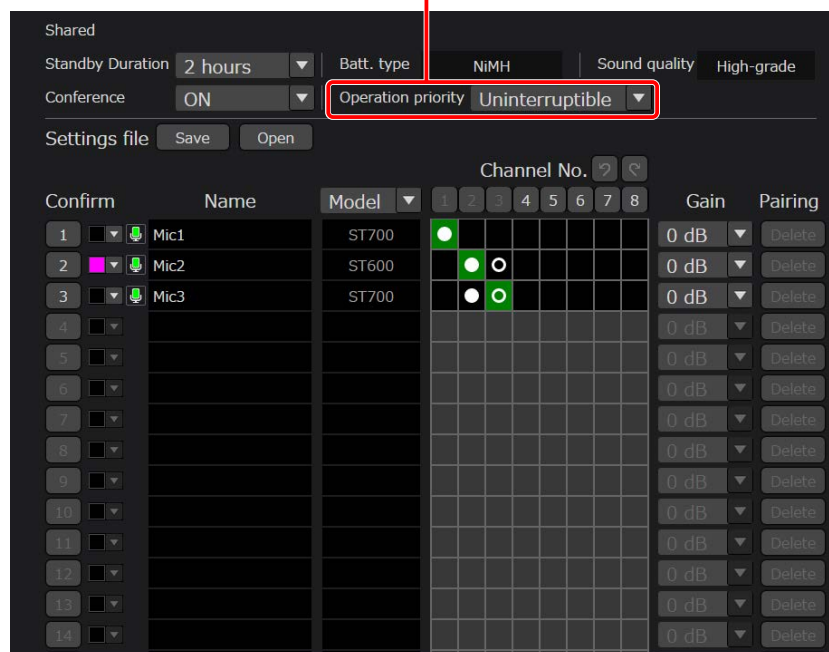 Shared
Standby Duration 2 hours Batt. type NiMH Sound quality High-grade
Conference ON Operation priority Uninterruptible
Settings file Save Open
Channel No.
Confirm Name Model 1 2 3 4 5 6 7 8 Gain Pairing
1 Mic1 ST700 0 dB Delete
2 Mic2 ST600 0 dB Delete
3 Mic3 ST700 0 dB Delete
4 0 dB Delete
5 0 dB Delete
6 0 dB Delete
7 0 dB Delete
8 0 dB Delete
9 0 dB Delete
10 0 dB Delete
11 0 dB Delete
12 0 dB Delete
13 0 dB Delete
14 0 dB Delete